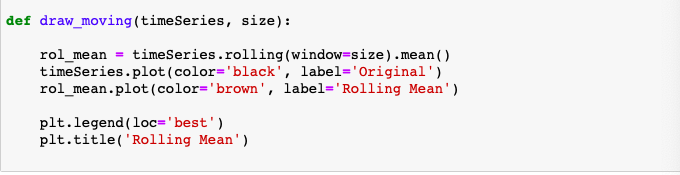 def draw_moving(timeSeries, size):
rol_mean = timeSeries.rolling(window=size).mean()
timeSeries.plot(color='black', label='Original')
rol_mean.plot(color='brown', label='Rolling Mean')
plt.legend(loc='best')
plt.title('Rolling Mean')